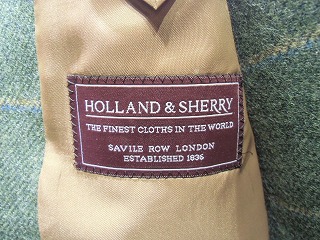 HOLLAND & SHERRY
THE FINEST CLOTHS IN THE WORLD
SAVILE ROW LONDON
ESTABLISHED 1836